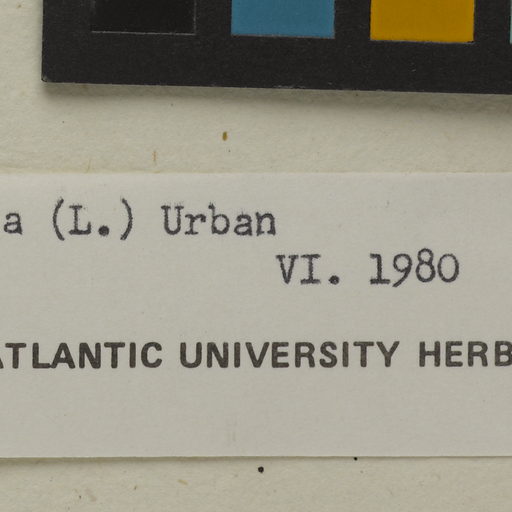 a (L.) Urban
VI. 1980
ATLANTIC UNIVERSITY HERB